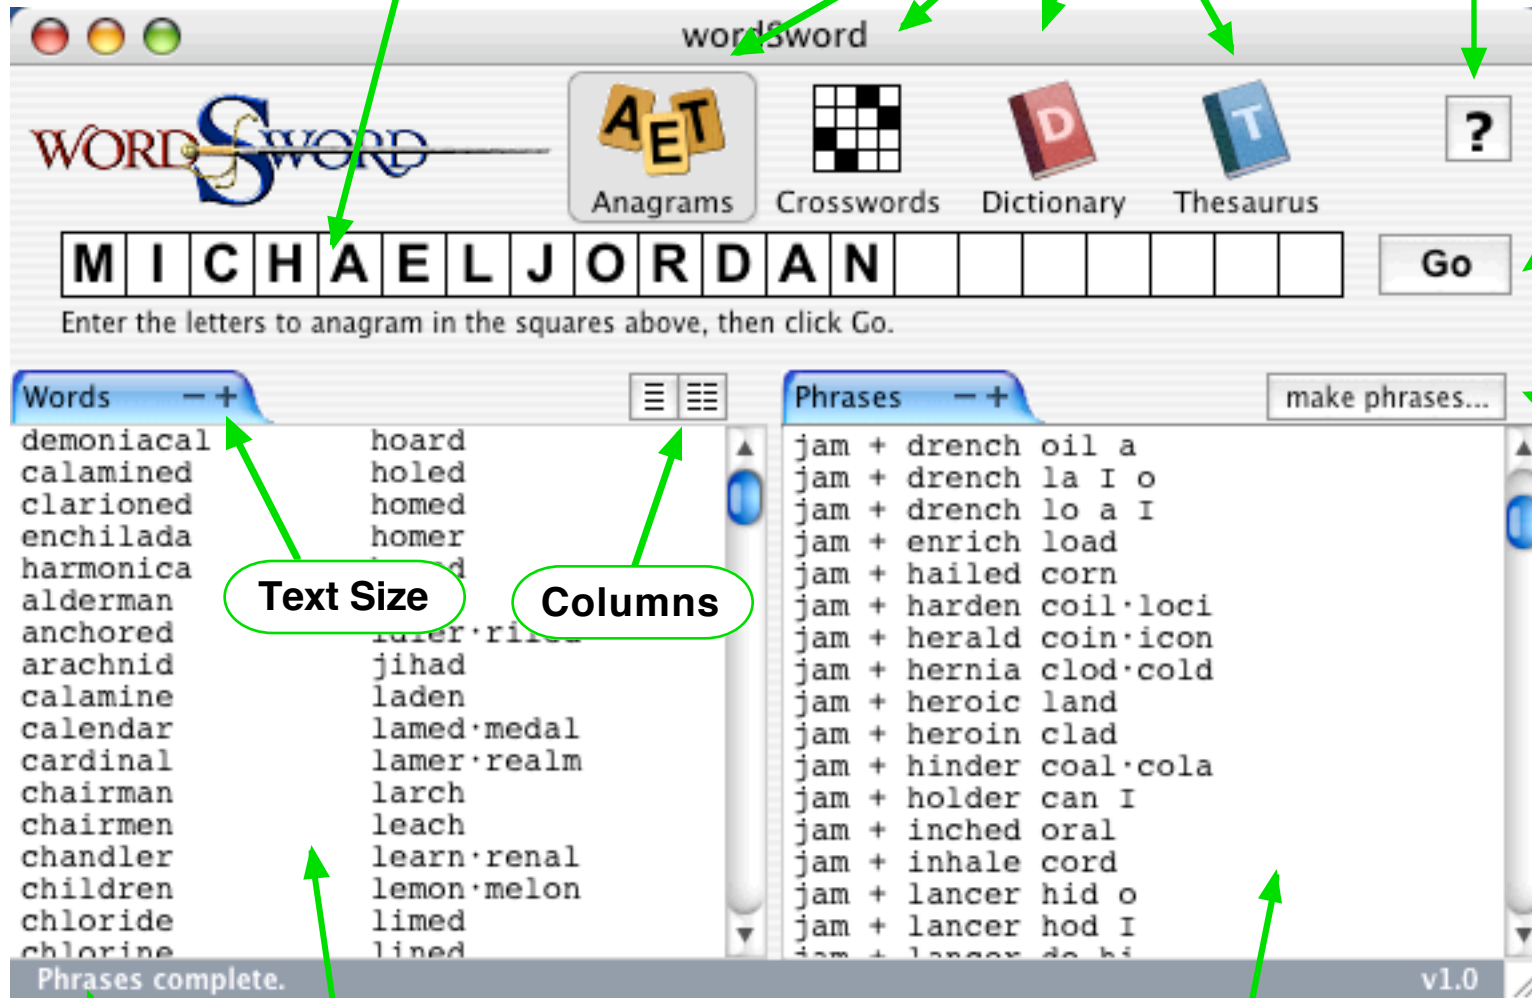 wordSword
WORDSWORD
A E T
D
T
?
Anagrams Crosswords Dictionary Thesaurus
M I C H A E L J O R D A N
Go
Enter the letters to anagram in the squares above, then click Go.
Words − +
demoniacal hoard
calamined holed
clarioned homed
enchilada homer
harmonica
alderman
anchored
arachnid jihad
calamine laden
calendar lamed·medal
cardinal lamer·realm
chairman larch
chairmen leach
chandler learn·renal
children lemon·melon
chloride limed
chlorine lined
Text Size
Columns
Phrases − +
make phrases...
jam + drench oil a
jam + drench la I o
jam + drench lo a I
jam + enrich load
jam + hailed corn
jam + harden coil·loci
jam + herald coin·icon
jam + hernia clod·cold
jam + heroic land
jam + heroin clad
jam + hinder coal·cola
jam + holder can I
jam + inched oral
jam + inhale cord
jam + lancer hid o
jam + lancer hod I
jam + lancer do hi
Phrases complete.
v1.0